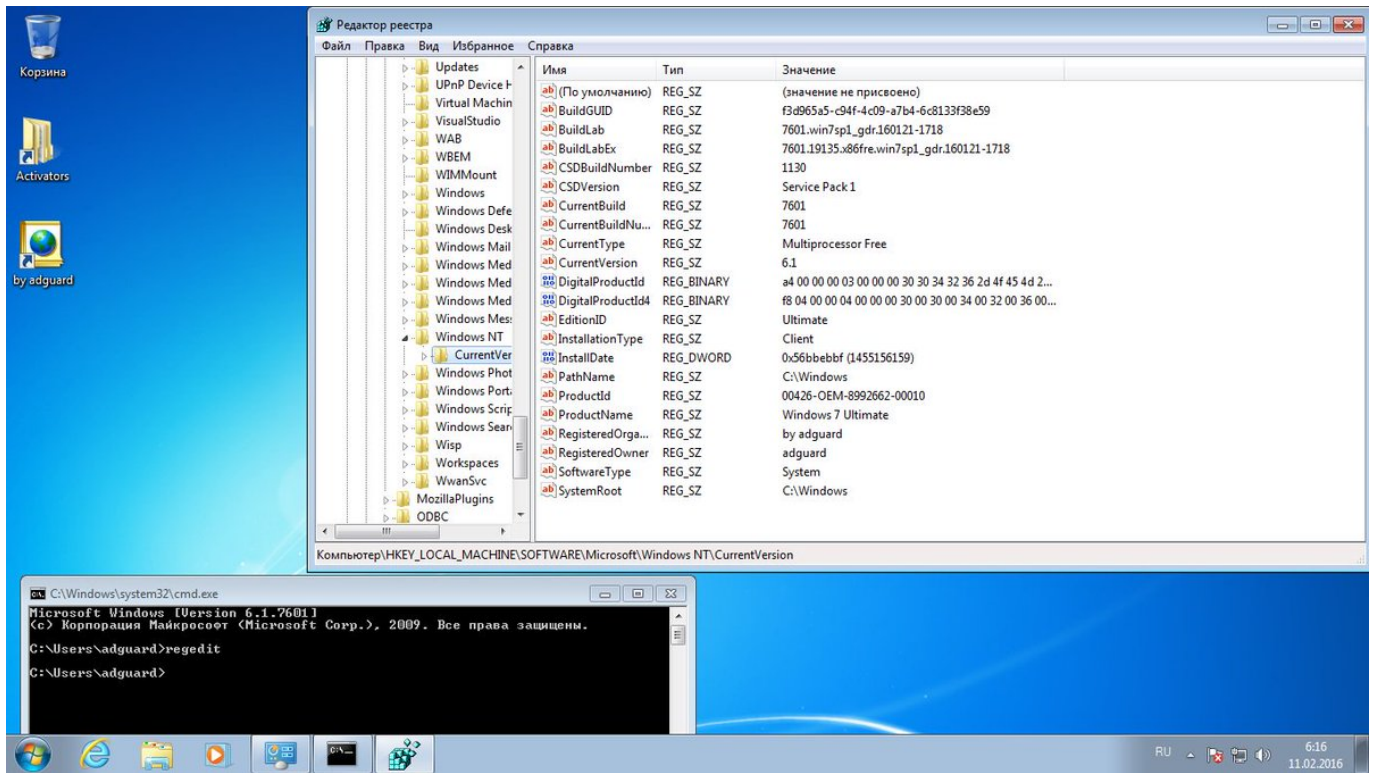 Корзина
Activators
by adguard
Редактор реестра
Файл Правка Вид Избранное Справка
Updates
UPnP Device H
Virtual Machin
VisualStudio
WAB
WBEM
WIMMount
Windows
Windows Defe
Windows Desk
Windows Mail
Windows Med
Windows Med
Windows Med
Windows Mess
Windows NT
CurrentVer
Windows Phot
Windows Porta
Windows Scrip
Windows Sear
Wisp
Workspaces
WwanSvc
MozillaPlugins
ODBC
Имя Тип Значение
(По умолчанию) REG_SZ (значение не присвоено)
BuildGUID REG_SZ f3d965a5-c94f-4c09-a7b4-6c8133f38e59
BuildLab REG_SZ 7601.win7sp1_gdr.160121-1718
BuildLabEx REG_SZ 7601.19135.x86fre.win7sp1_gdr.160121-1718
CSDBuildNumber REG_SZ 1130
CSDVersion REG_SZ Service Pack 1
CurrentBuild REG_SZ 7601
CurrentBuildNu... REG_SZ 7601
CurrentType REG_SZ Multiprocessor Free
CurrentVersion REG_SZ 6.1
DigitalProductId REG_BINARY a4 00 00 00 03 00 00 00 30 30 34 32 36 2d 4f 45 4d 2...
DigitalProductId4 REG_BINARY f8 04 00 00 04 00 00 00 30 00 30 00 34 00 32 00 36 00...
EditionID REG_SZ Ultimate
InstallationType REG_SZ Client
InstallDate REG_DWORD 0x56bbebbf (1455156159)
PathName REG_SZ C:\Windows
ProductId REG_SZ 00426-OEM-8992662-00010
ProductName REG_SZ Windows 7 Ultimate
RegisteredOrga... REG_SZ by adguard
RegisteredOwner REG_SZ adguard
SoftwareType REG_SZ System
SystemRoot REG_SZ C:\Windows
Компьютер\HKEY_LOCAL_MACHINE\SOFTWARE\Microsoft\Windows NT\CurrentVersion
C:\Windows\system32\cmd.exe
Microsoft Windows [Version 6.1.7601]
(c) Корпорация Майкрософт (Microsoft Corp.), 2009. Все права защищены.
C:\Users\adguard>regedit
C:\Users\adguard>
RU
6:16
11.02.2016